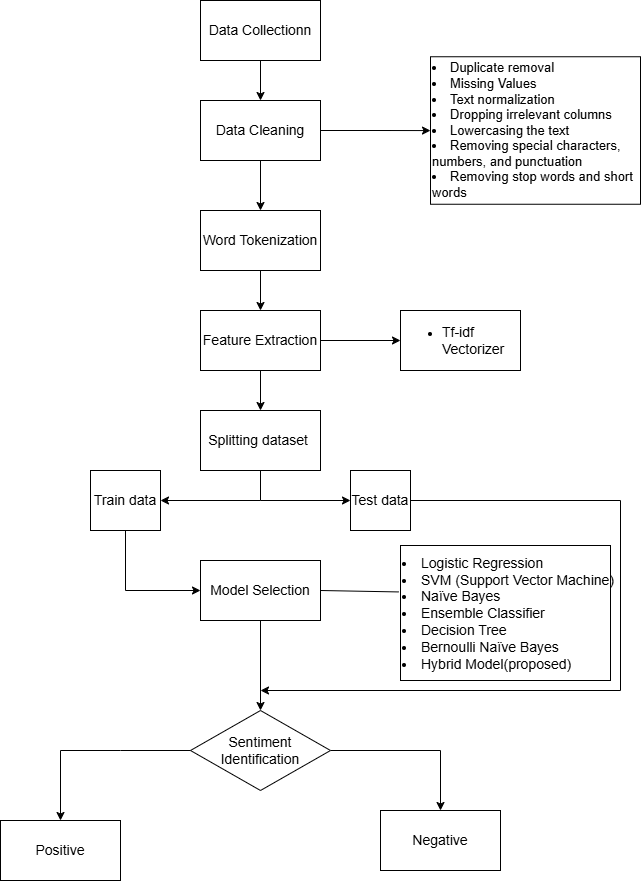 Data Collectionn
Data Cleaning
• Duplicate removal
• Missing Values
• Text normalization
• Dropping irrelevant columns
• Lowercasing the text
• Removing special characters,
numbers, and punctuation
• Removing stop words and short
words
Word Tokenization
Feature Extraction
• Tf-idf
Vectorizer
Splitting dataset
Train data
Test data
Model Selection
• Logistic Regression
• SVM (Support Vector Machine)
• Naïve Bayes
• Ensemble Classifier
• Decision Tree
• Bernoulli Naïve Bayes
• Hybrid Model(proposed)
Sentiment
Identification
Positive
Negative